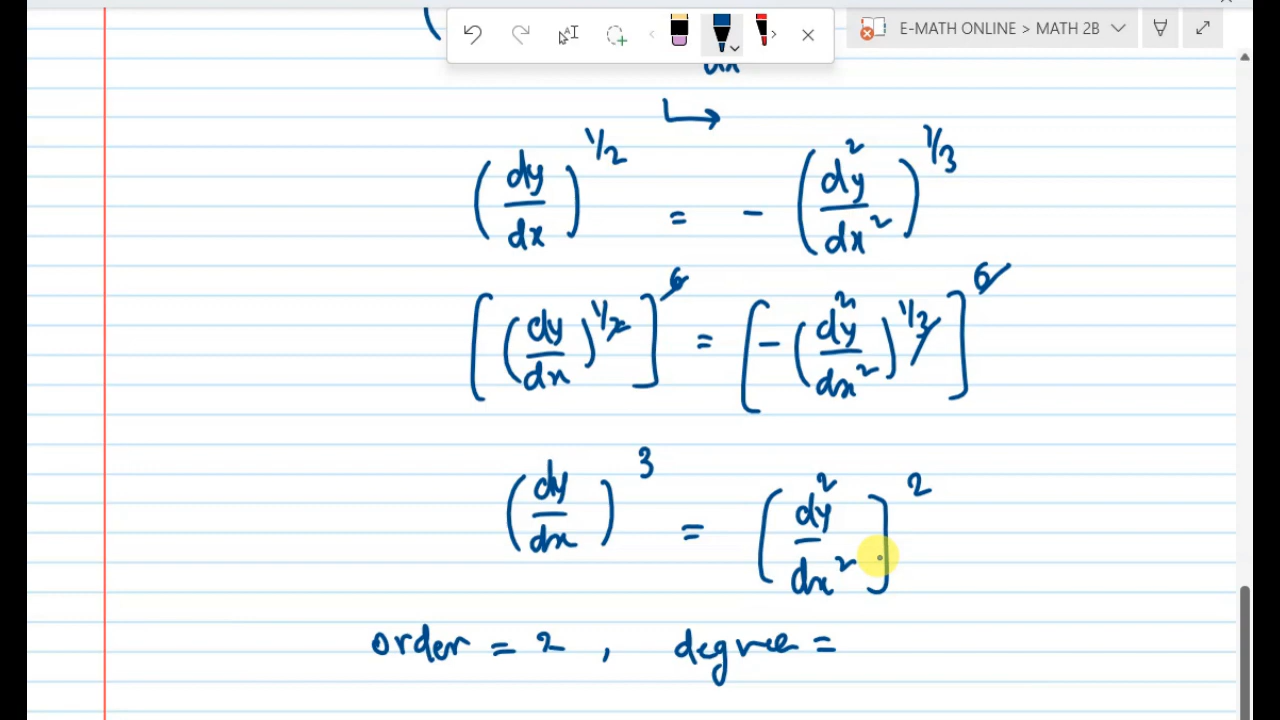 E-MATH ONLINE > MATH 2B
dx
(dy/dx)^1/2 = - (d²y/dx²)^1/3
[(dy/dx)^1/2]^6 = [-(d²y/dx²)^1/3]^6
(dy/dx)^3 = [d²y/dx²]^2
order = 2 , degree =